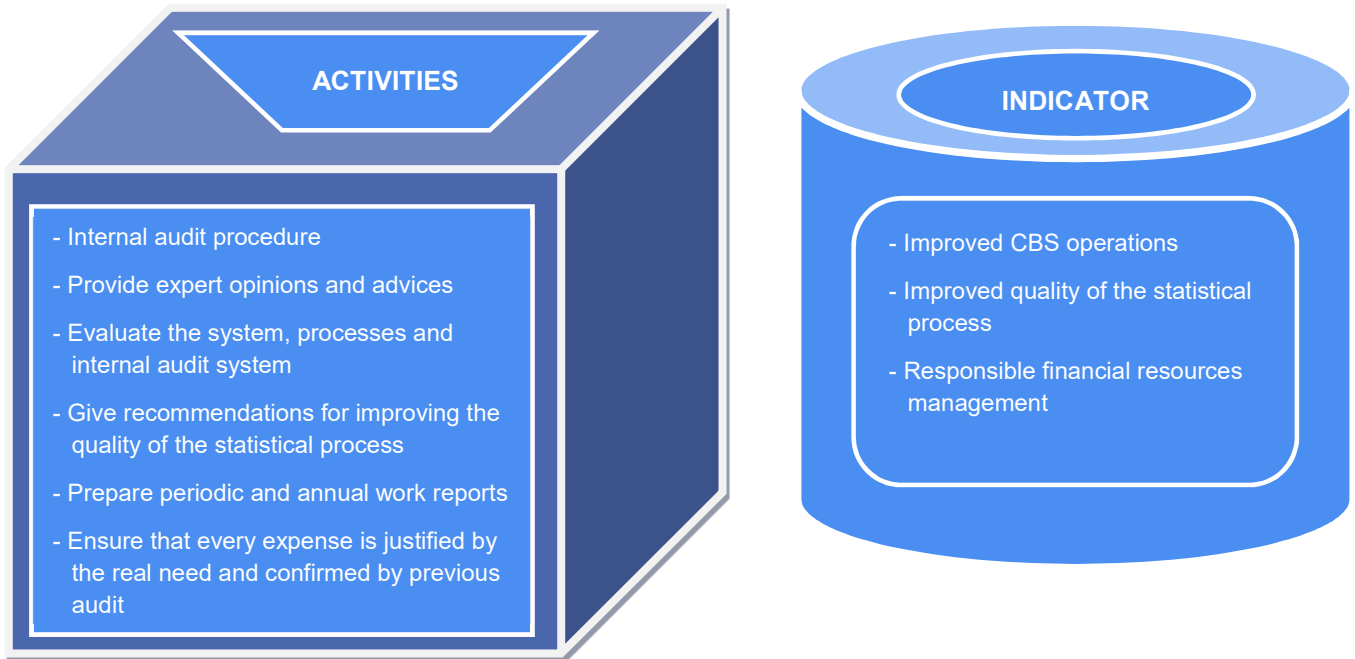 ACTIVITIES
- Internal audit procedure
- Provide expert opinions and advices
- Evaluate the system, processes and
internal audit system
- Give recommendations for improving the
quality of the statistical process
- Prepare periodic and annual work reports
- Ensure that every expense is justified by
the real need and confirmed by previous
audit
INDICATOR
- Improved CBS operations
- Improved quality of the statistical
process
- Responsible financial resources
management